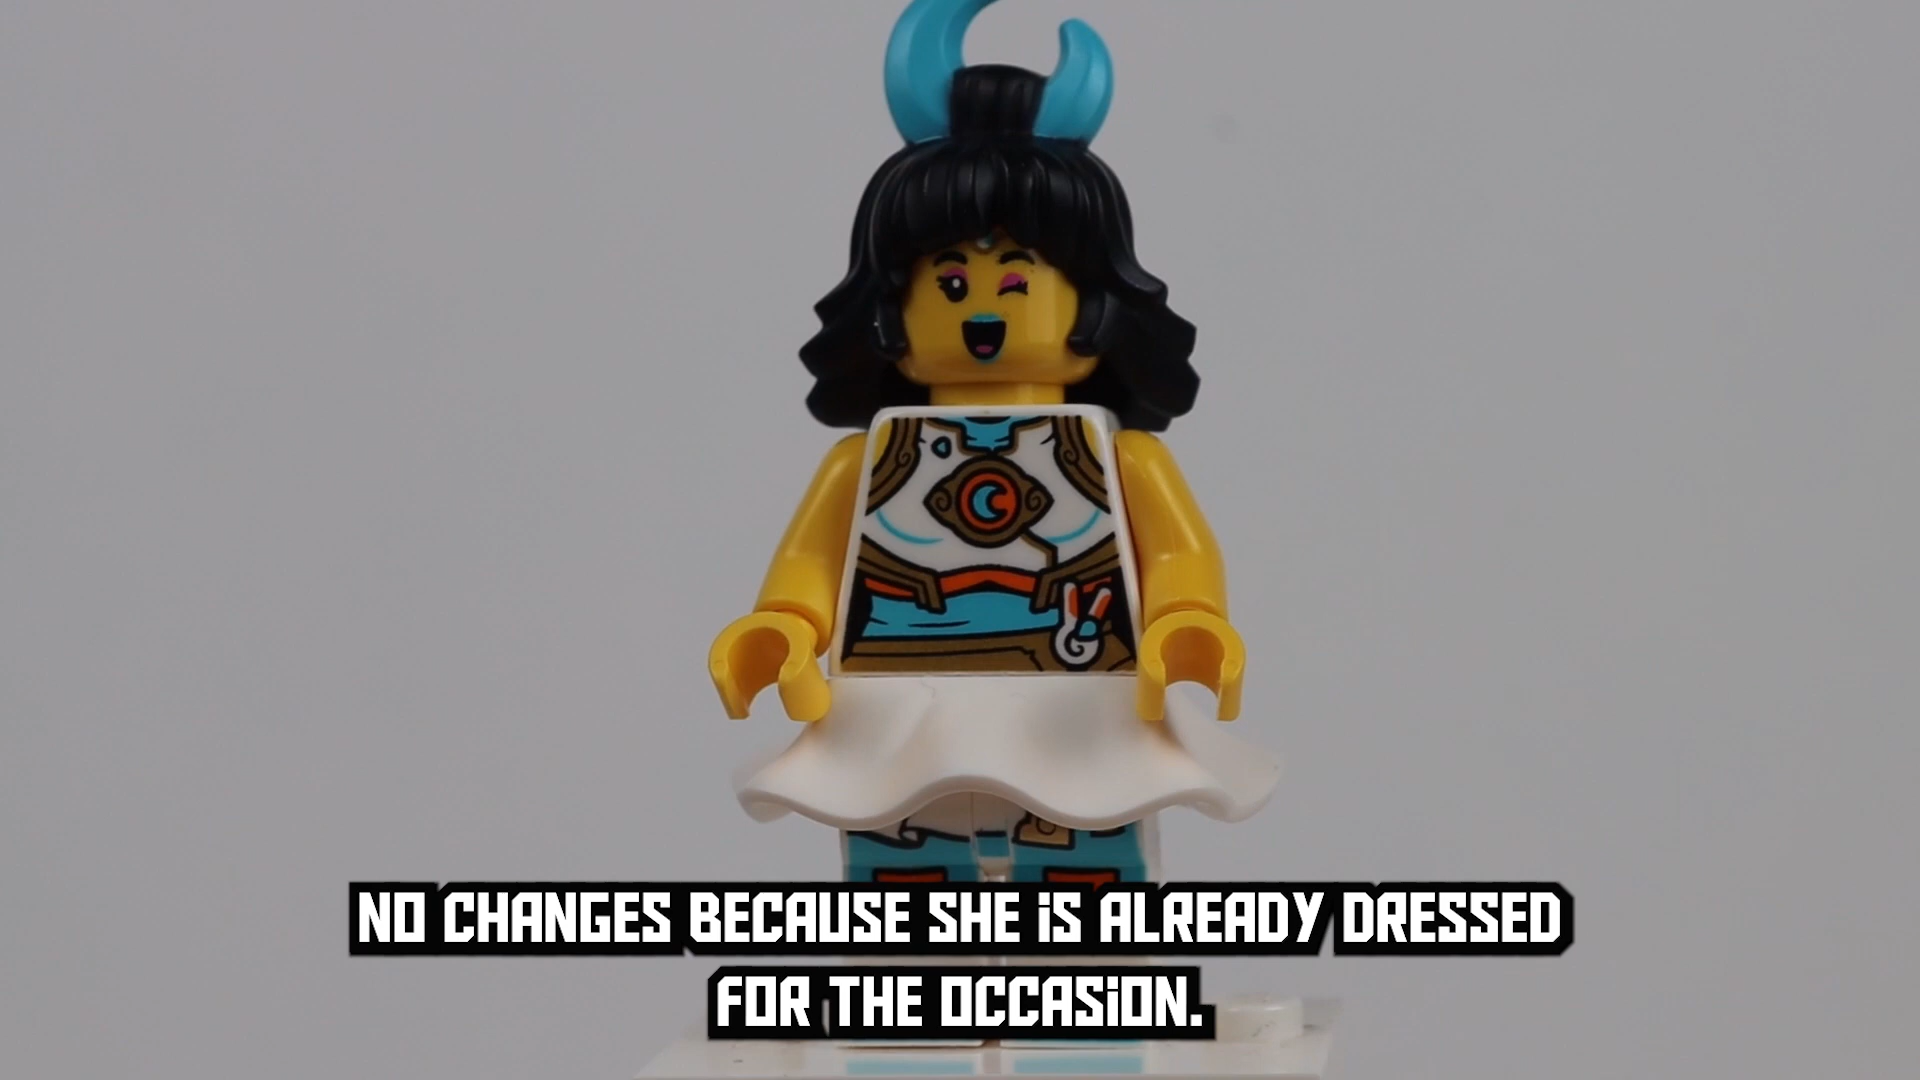 NO CHANGES BECAUSE SHE IS ALREADY DRESSED
FOR THE OCCASION.